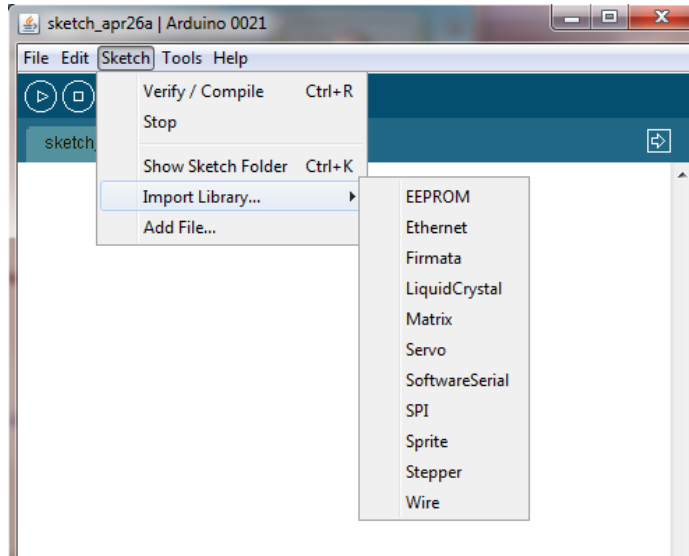 sketch_apr26a | Arduino 0021
File Edit Sketch Tools Help
Verify / Compile Ctrl+R
Stop
sketch_
Show Sketch Folder Ctrl+K
Import Library...
Add File...
EEPROM
Ethernet
Firmata
LiquidCrystal
Matrix
Servo
SoftwareSerial
SPI
Sprite
Stepper
Wire